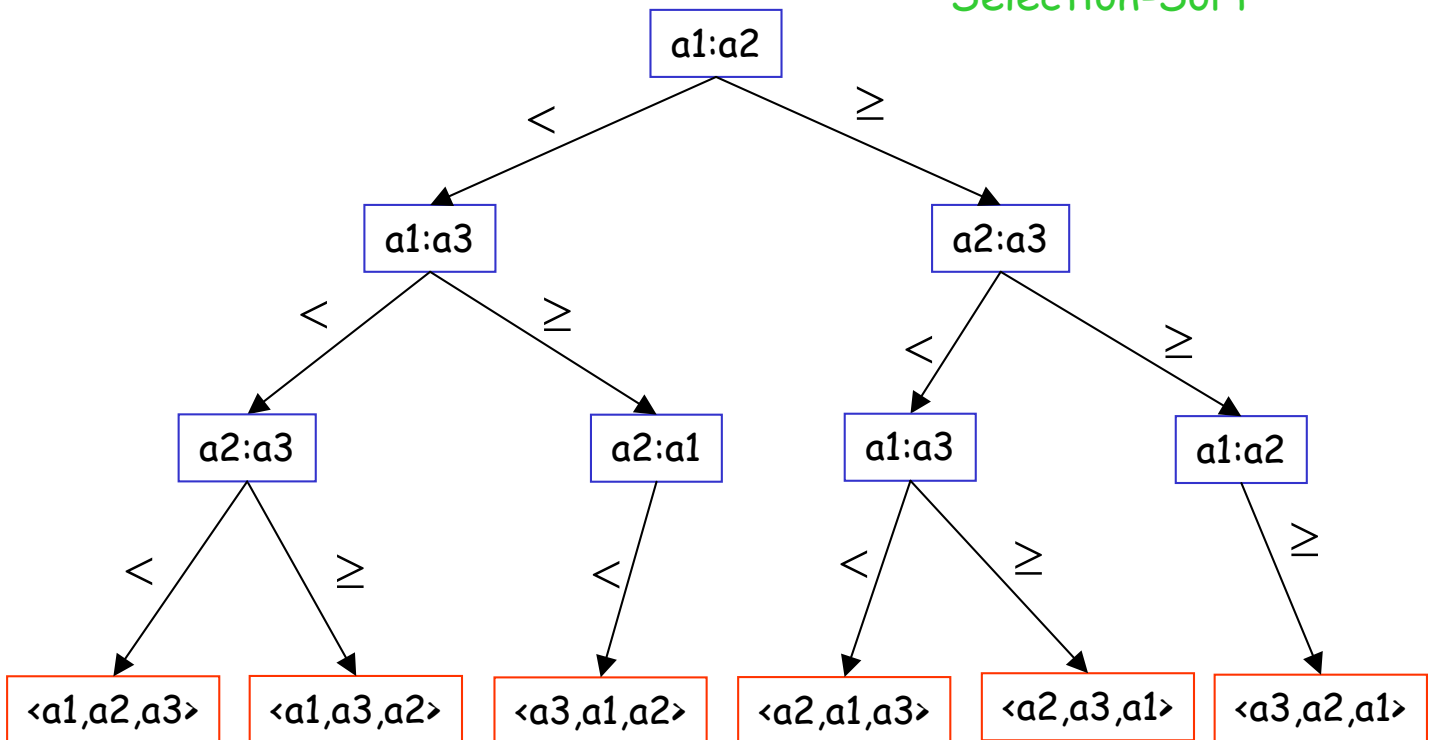 Selection-Sort
a1:a2
< ≥
a1:a3 a2:a3
< ≥ < ≥
a2:a3 a2:a1 a1:a3 a1:a2
< ≥ < < ≥ ≥
<a1,a2,a3> <a1,a3,a2> <a3,a1,a2> <a2,a1,a3> <a2,a3,a1> <a3,a2,a1>